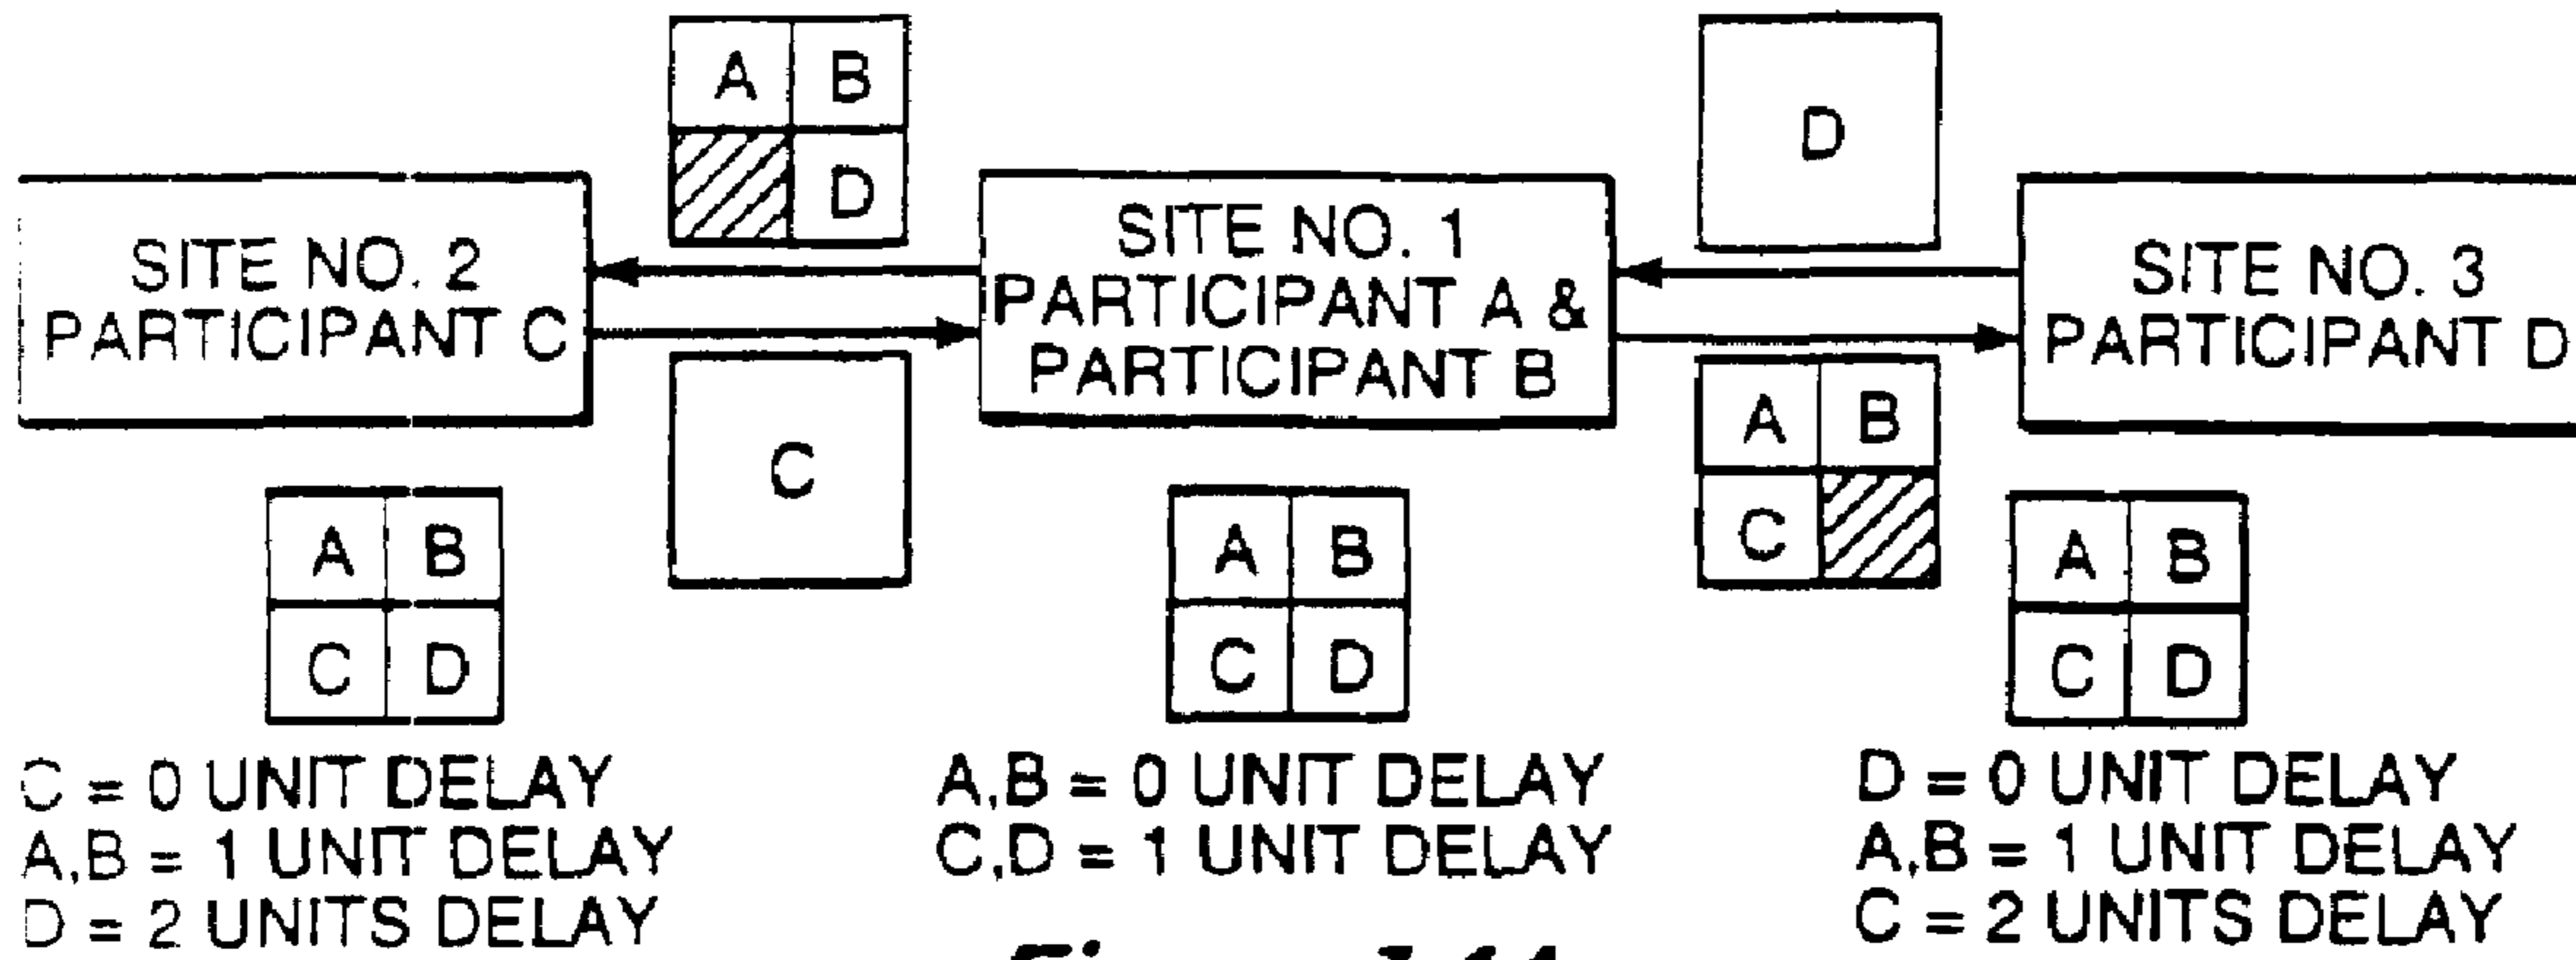 A B
D
D
SITE NO. 2
PARTICIPANT C
SITE NO. 1
PARTICIPANT A &
PARTICIPANT B
SITE NO. 3
PARTICIPANT D
C
A B
C
A B
C D
A B
C D
A B
C D
C = 0 UNIT DELAY
A,B = 1 UNIT DELAY
D = 2 UNITS DELAY
A,B = 0 UNIT DELAY
C,D = 1 UNIT DELAY
D = 0 UNIT DELAY
A,B = 1 UNIT DELAY
C = 2 UNITS DELAY